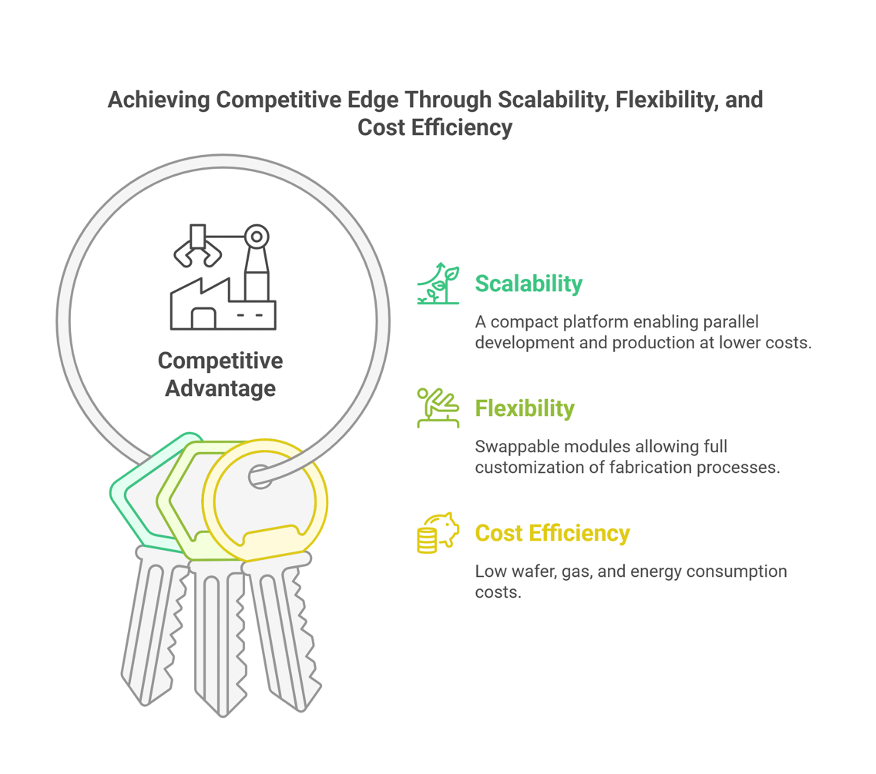 Achieving Competitive Edge Through Scalability, Flexibility, and
Cost Efficiency
Competitive
Advantage
Scalability
A compact platform enabling parallel
development and production at lower costs.
Flexibility
Swappable modules allowing full
customization of fabrication processes.
Cost Efficiency
Low wafer, gas, and energy consumption
costs.